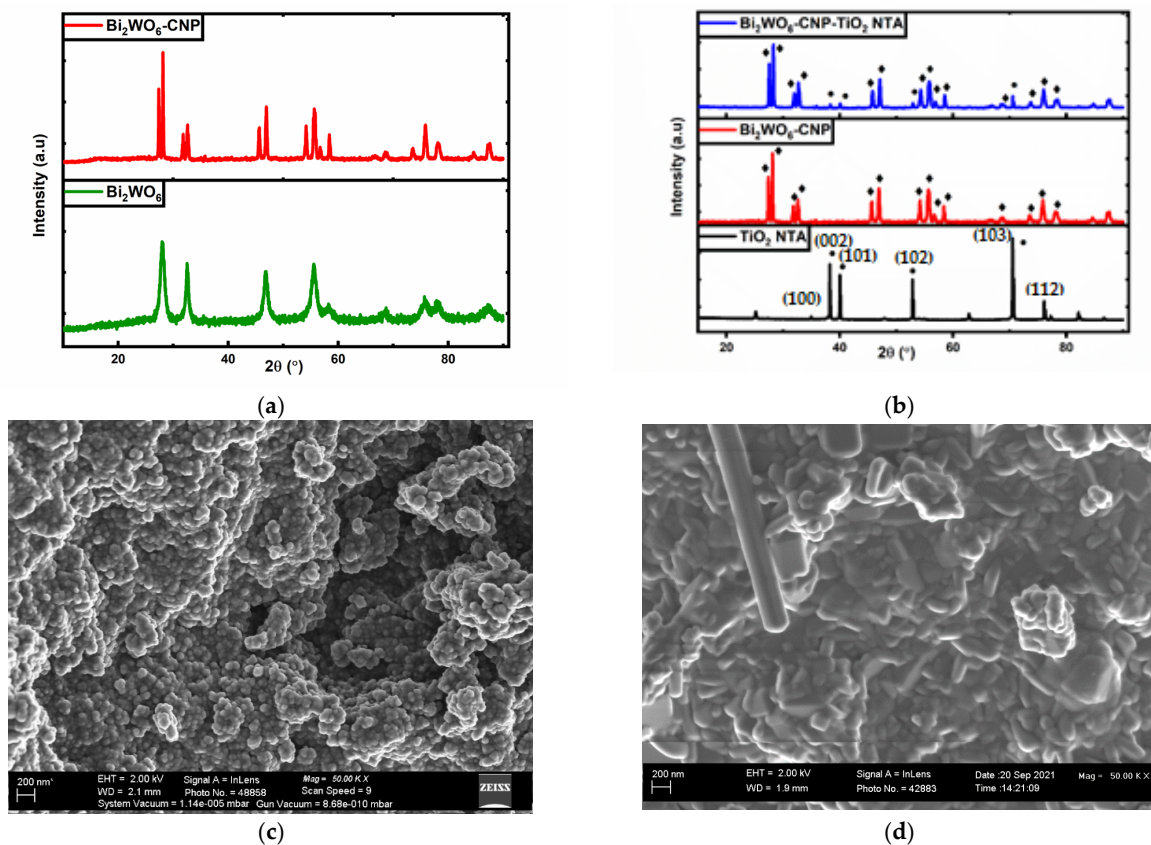 Bi₂WO₆-CNP
Bi₂WO₆
Intensity (a.u)
20 40 60 80
2θ (°)
(a)
Bi₂WO₆-CNP-TiO₂ NTA
Bi₂WO₆-CNP
TiO₂ NTA
(100)
(002)
(101)
(102)
(103)
(112)
Intensity (a.u)
20 40 60 80
2θ (°)
(b)
200 nm
EHT = 2.00 kV Signal A = InLens Mag = 50.00 K X
WD = 2.1 mm Photo No. = 48858 Scan Speed = 9
System Vacuum = 1.14e-005 mbar Gun Vacuum = 8.68e-010 mbar
ZEISS
(c)
200 nm
EHT = 2.00 kV Signal A = InLens Date :20 Sep 2021 Mag = 50.00 K X
WD = 1.9 mm Photo No. = 42883 Time :14:21:09
(d)